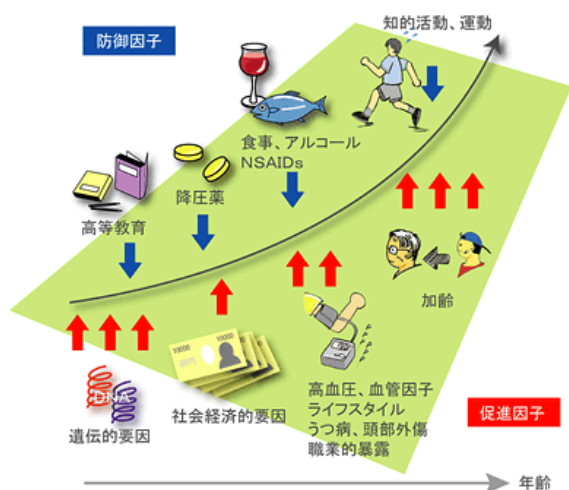 防御因子
知的活動、運動
食事、アルコール
NSAIDs
降圧薬
高等教育
加齢
10000
10000
DNA
遺伝的要因
社会経済的要因
高血圧、血管因子
ライフスタイル
うつ病、頭部外傷
職業的暴露
促進因子
年齢